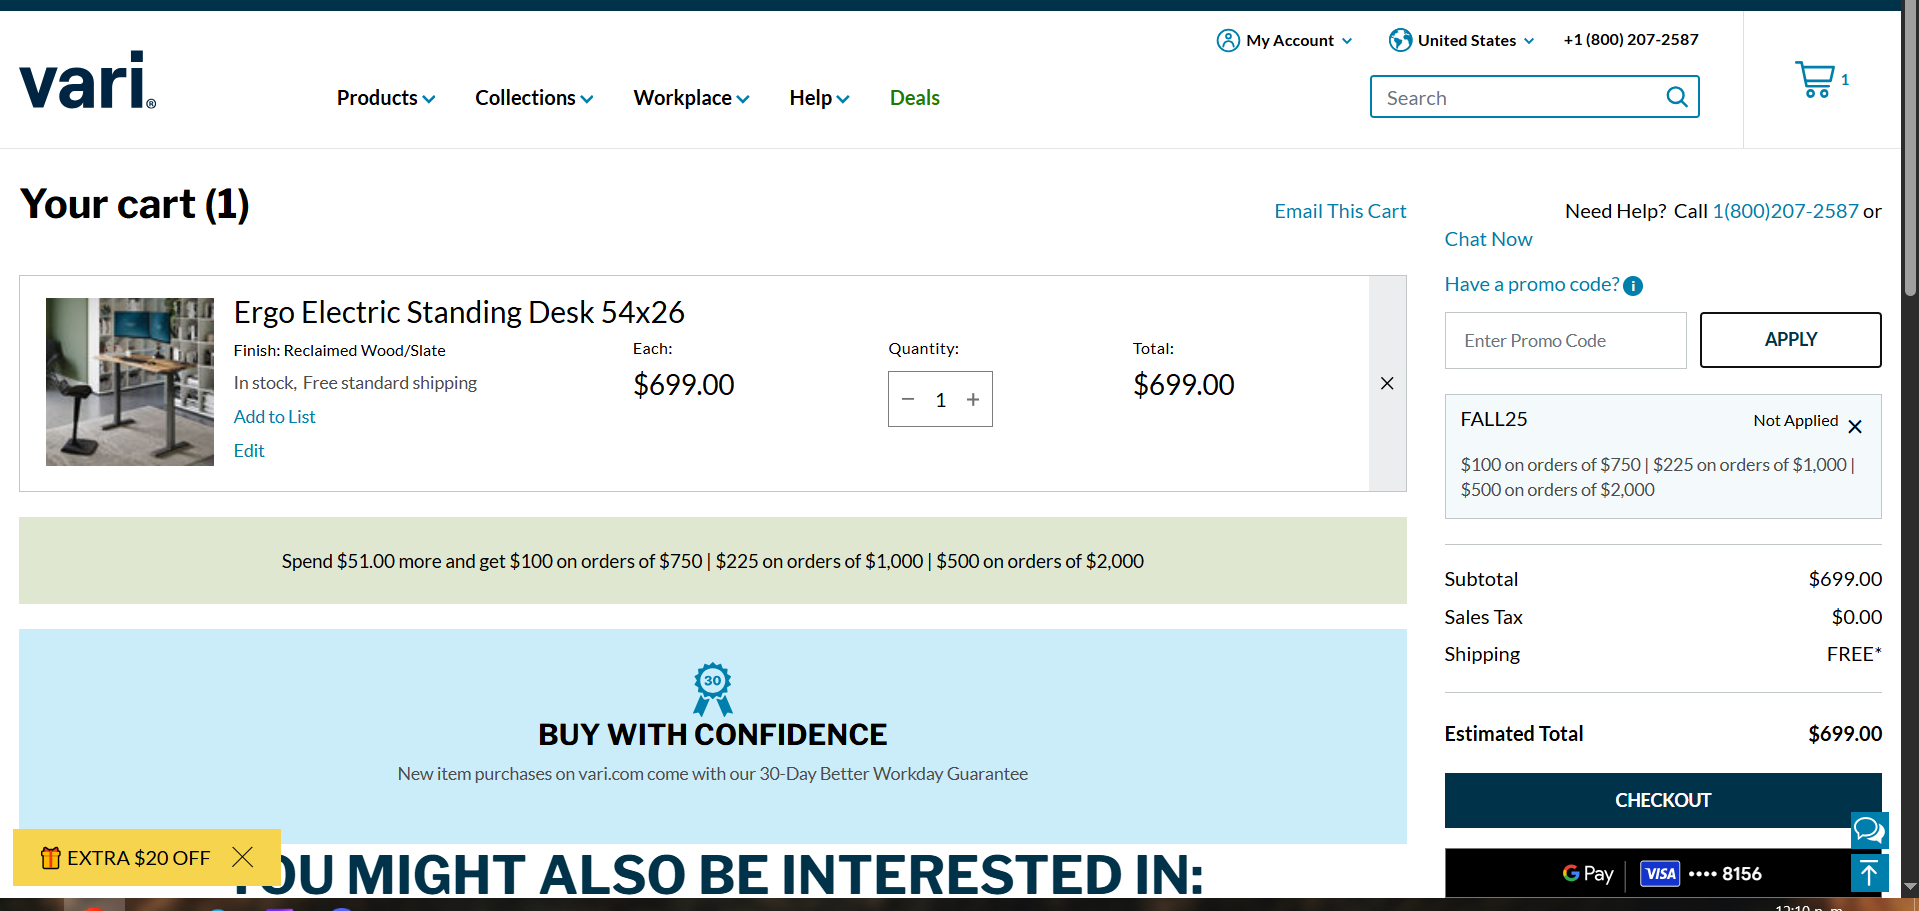 My Account
United States
+1 (800) 207-2587
vari®
Products
Collections
Workplace
Help
Deals
Search
1
Your cart (1)
Email This Cart
Need Help? Call 1(800)207-2587 or
Chat Now
Have a promo code? i
Enter Promo Code
APPLY
Ergo Electric Standing Desk 54x26
Finish: Reclaimed Wood/Slate
In stock, Free standard shipping
Add to List
Edit
Each:
$699.00
Quantity:
− 1 +
Total:
$699.00
FALL25
Not Applied
$100 on orders of $750 | $225 on orders of $1,000 |
$500 on orders of $2,000
Spend $51.00 more and get $100 on orders of $750 | $225 on orders of $1,000 | $500 on orders of $2,000
Subtotal $699.00
Sales Tax $0.00
Shipping FREE*
Estimated Total $699.00
CHECKOUT
G Pay VISA •••• 8156
30
BUY WITH CONFIDENCE
New item purchases on vari.com come with our 30-Day Better Workday Guarantee
EXTRA $20 OFF
YOU MIGHT ALSO BE INTERESTED IN: